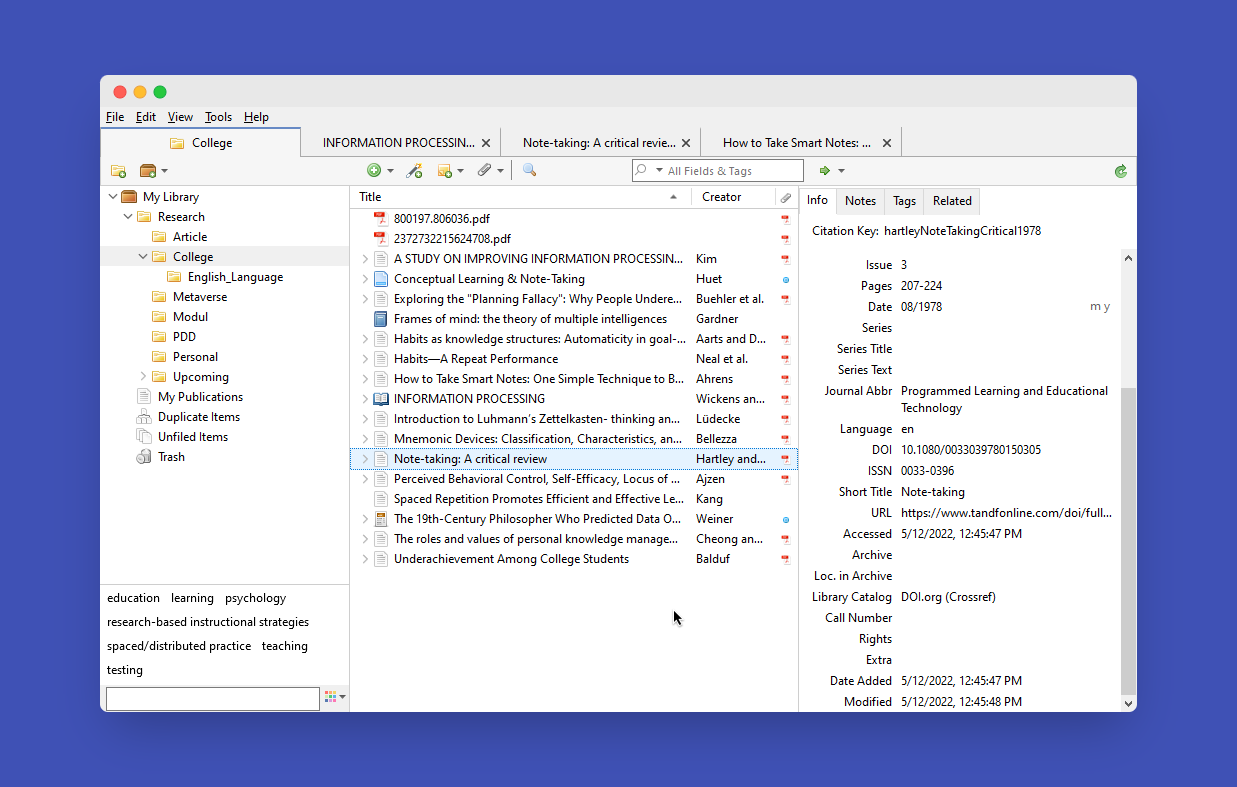 File Edit View Tools Help
College
INFORMATION PROCESSIN...
Note-taking: A critical revie...
How to Take Smart Notes: ...
All Fields & Tags
My Library
Research
Article
College
English_Language
Metaverse
Modul
PDD
Personal
Upcoming
My Publications
Duplicate Items
Unfiled Items
Trash
education learning psychology
research-based instructional strategies
spaced/distributed practice teaching
testing
Title Creator
800197.806036.pdf
2372732215624708.pdf
A STUDY ON IMPROVING INFORMATION PROCESSIN... Kim
Conceptual Learning & Note-Taking Huet
Exploring the "Planning Fallacy": Why People Undere... Buehler et al.
Frames of mind: the theory of multiple intelligences Gardner
Habits as knowledge structures: Automaticity in goal-... Aarts and D...
Habits—A Repeat Performance Neal et al.
How to Take Smart Notes: One Simple Technique to B... Ahrens
INFORMATION PROCESSING Wickens an...
Introduction to Luhmann's Zettelkasten- thinking an... Lüdecke
Mnemonic Devices: Classification, Characteristics, an... Bellezza
Note-taking: A critical review Hartley and...
Perceived Behavioral Control, Self-Efficacy, Locus of ... Ajzen
Spaced Repetition Promotes Efficient and Effective Le... Kang
The 19th-Century Philosopher Who Predicted Data O... Weiner
The roles and values of personal knowledge manage... Cheong an...
Underachievement Among College Students Balduf
Info Notes Tags Related
Citation Key: hartleyNoteTakingCritical1978
Issue 3
Pages 207-224
Date 08/1978 m y
Series
Series Title
Series Text
Journal Abbr Programmed Learning and Educational
Technology
Language en
DOI 10.1080/0033039780150305
ISSN 0033-0396
Short Title Note-taking
URL https://www.tandfonline.com/doi/full...
Accessed 5/12/2022, 12:45:47 PM
Archive
Loc. in Archive
Library Catalog DOI.org (Crossref)
Call Number
Rights
Extra
Date Added 5/12/2022, 12:45:47 PM
Modified 5/12/2022, 12:45:48 PM